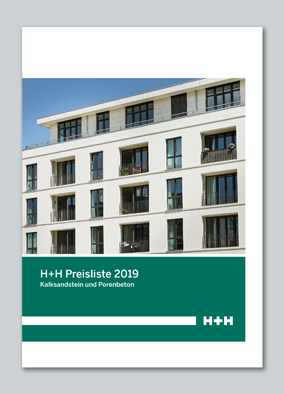 H+H Preisliste 2019
Kalksandstein und Porenbeton
H+H